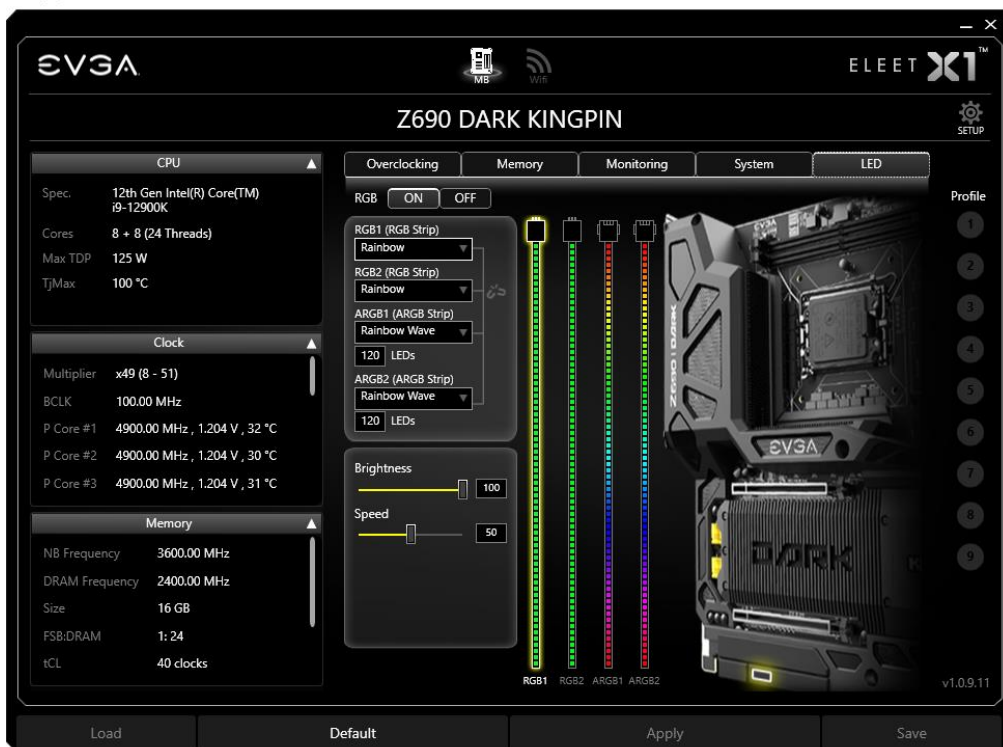 EVGA
MB
Wifi
ELEET X1™
Z690 DARK KINGPIN
SETUP
CPU
Spec. 12th Gen Intel(R) Core(TM) i9-12900K
Cores 8 + 8 (24 Threads)
Max TDP 125 W
TjMax 100 °C
Clock
Multiplier x49 (8 - 51)
BCLK 100.00 MHz
P Core #1 4900.00 MHz , 1.204 V , 32 °C
P Core #2 4900.00 MHz , 1.204 V , 30 °C
P Core #3 4900.00 MHz , 1.204 V , 31 °C
Memory
NB Frequency 3600.00 MHz
DRAM Frequency 2400.00 MHz
Size 16 GB
FSB:DRAM 1: 24
tCL 40 clocks
Overclocking Memory Monitoring System LED
RGB ON OFF
RGB1 (RGB Strip)
Rainbow
RGB2 (RGB Strip)
Rainbow
ARGB1 (ARGB Strip)
Rainbow Wave
120 LEDs
ARGB2 (ARGB Strip)
Rainbow Wave
120 LEDs
Brightness
100
Speed
50
RGB1 RGB2 ARGB1 ARGB2
EVGA
Z690 DARK
EVGA
DARK
Profile
1
2
3
4
5
6
7
8
9
v1.0.9.11
Load Default Apply Save